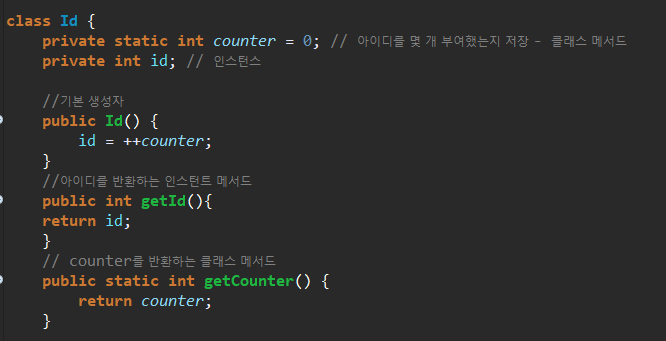 class Id {
    private static int counter = 0; // 아이디를 몇 개 부여했는지 저장 - 클래스 메서드
    private int id; // 인스턴스
    //기본 생성자
    public Id() {
        id = ++counter;
    }
    //아이디를 반환하는 인스턴트 메서드
    public int getId(){
    return id;
    }
    // counter를 반환하는 클래스 메서드
    public static int getCounter() {
        return counter;
    }